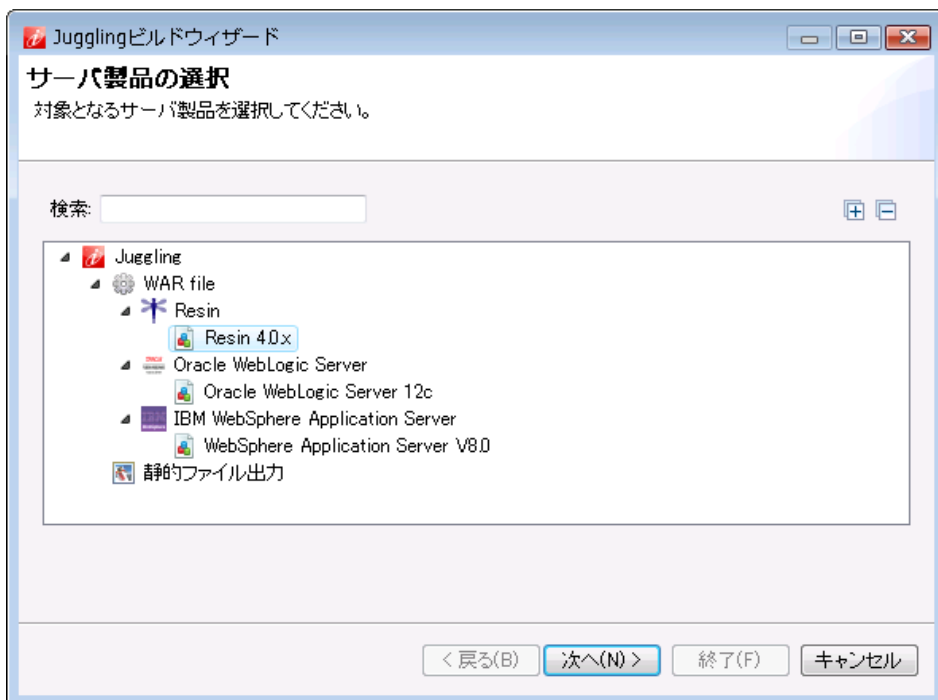 Jugglingビルドウィザード
サーバ製品の選択
対象となるサーバ製品を選択してください。
検索:
Juggling
WAR file
Resin
Resin 4.0.x
Oracle WebLogic Server
Oracle WebLogic Server 12c
IBM WebSphere Application Server
WebSphere Application Server V8.0
静的ファイル出力
< 戻る(B) 次へ(N) > 終了(F) キャンセル